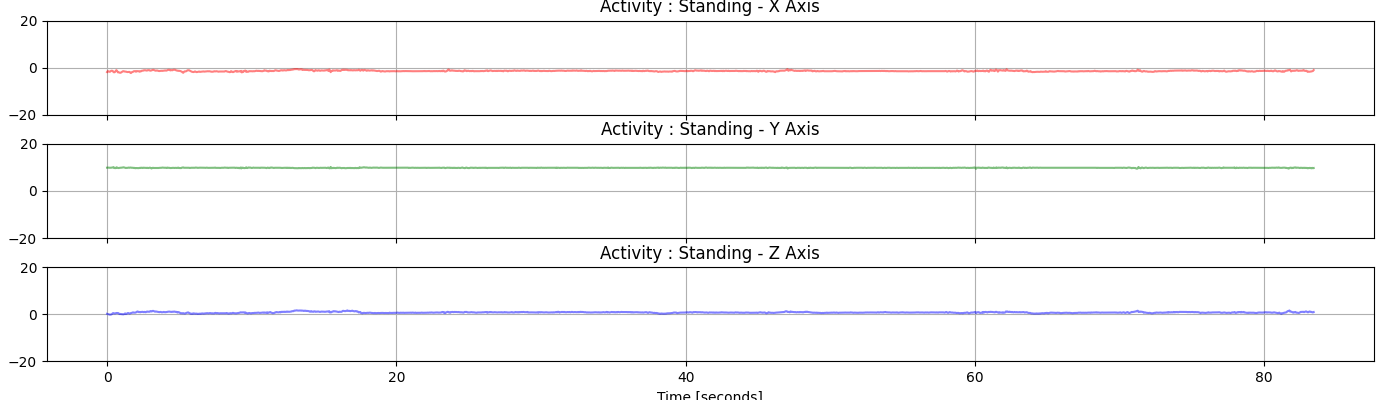 Activity : Standing - X Axis
20
0
−20
Activity : Standing - Y Axis
20
0
−20
Activity : Standing - Z Axis
20
0
−20
0 20 40 60 80
Time [seconds]